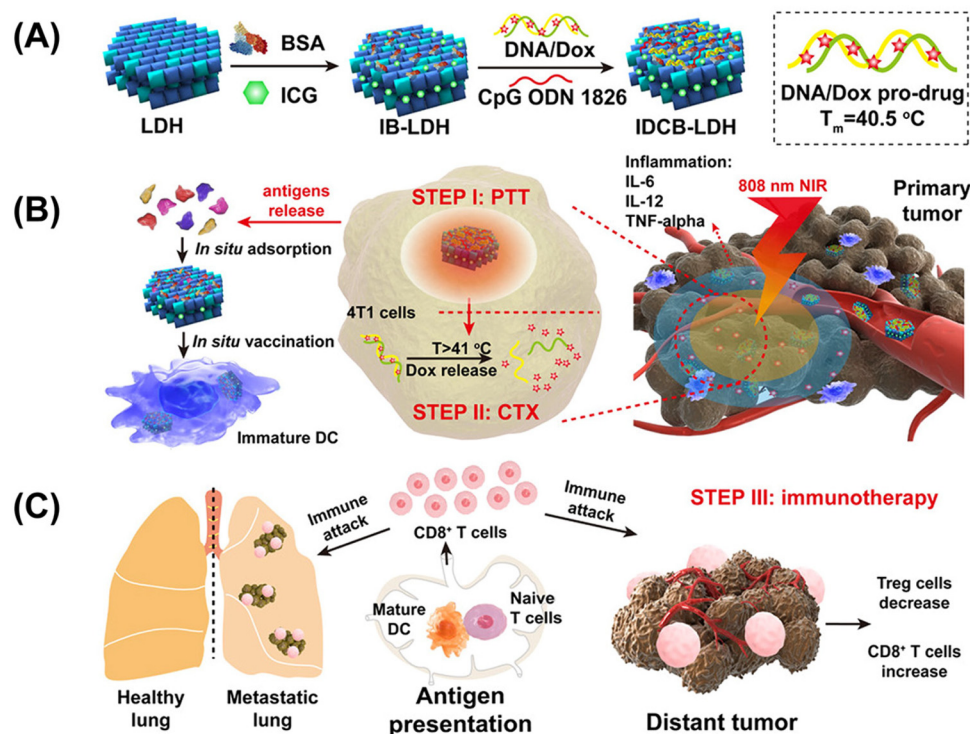 (A)
LDH
BSA
ICG
IB-LDH
DNA/Dox
CpG ODN 1826
IDCB-LDH
DNA/Dox pro-drug
Tm=40.5 °C
(B)
antigens
release
In situ adsorption
In situ vaccination
Immature DC
STEP I: PTT
4T1 cells
T>41 °C
Dox release
STEP II: CTX
Inflammation:
IL-6
IL-12
TNF-alpha
808 nm NIR
Primary
tumor
(C)
Healthy
lung
Metastatic
lung
Immune
attack
CD8+ T cells
Immune
attack
Mature
DC
Naive
T cells
Antigen
presentation
STEP III: immunotherapy
Distant tumor
Treg cells
decrease
CD8+ T cells
increase